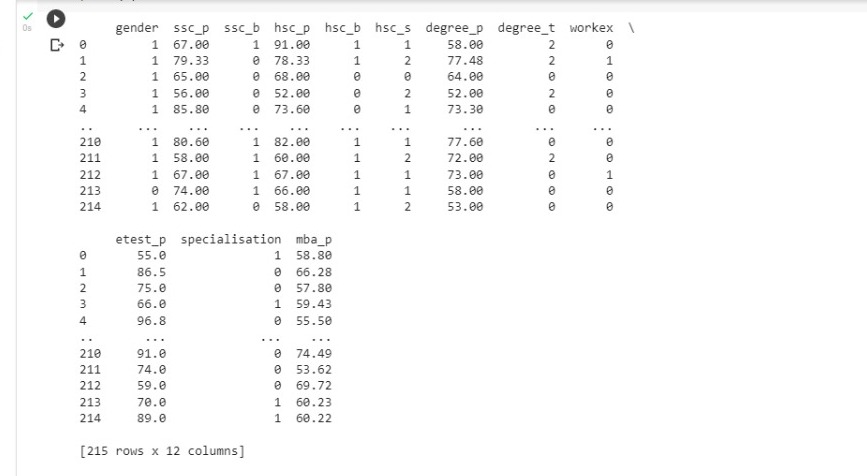 0s
gender ssc_p ssc_b hsc_p hsc_b hsc_s degree_p degree_t workex \
0 1 67.00 1 91.00 1 1 58.00 2 0
1 1 79.33 0 78.33 1 2 77.48 2 1
2 1 65.00 0 68.00 0 0 64.00 0 0
3 1 56.00 0 52.00 0 2 52.00 2 0
4 1 85.80 0 73.60 0 1 73.30 0 0
.. ... ... ... ... ... ... ... ... ...
210 1 80.60 1 82.00 1 1 77.60 0 0
211 1 58.00 1 60.00 1 2 72.00 2 0
212 1 67.00 1 67.00 1 1 73.00 0 1
213 0 74.00 1 66.00 1 1 58.00 0 0
214 1 62.00 0 58.00 1 2 53.00 0 0
etest_p specialisation mba_p
0 55.0 1 58.80
1 86.5 0 66.28
2 75.0 0 57.80
3 66.0 1 59.43
4 96.8 0 55.50
.. ... ... ...
210 91.0 0 74.49
211 74.0 0 53.62
212 59.0 0 69.72
213 70.0 1 60.23
214 89.0 1 60.22
[215 rows x 12 columns]